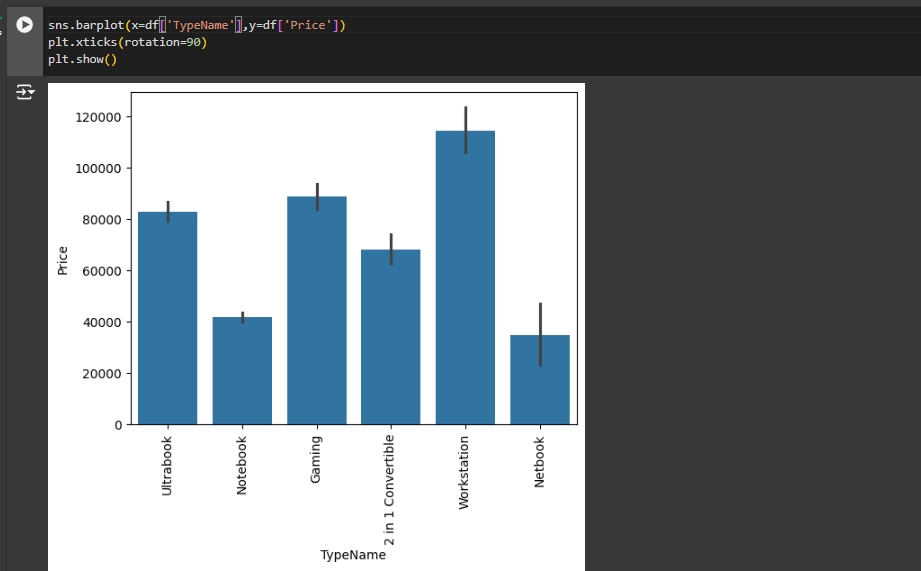 sns.barplot(x=df['TypeName'],y=df['Price'])
plt.xticks(rotation=90)
plt.show()
120000
100000
80000
60000
40000
20000
0
Price
Ultrabook
Notebook
Gaming
2 in 1 Convertible
Workstation
Netbook
TypeName